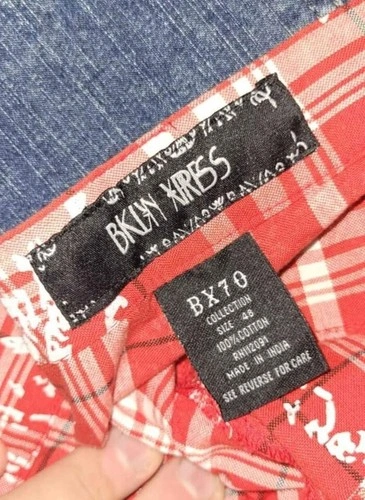 BKLYN XPRESS
BX70
COLLECTION
SIZE 48
100%COTTON
RN112091
MADE IN INDIA
SEE REVERSE FOR CARE